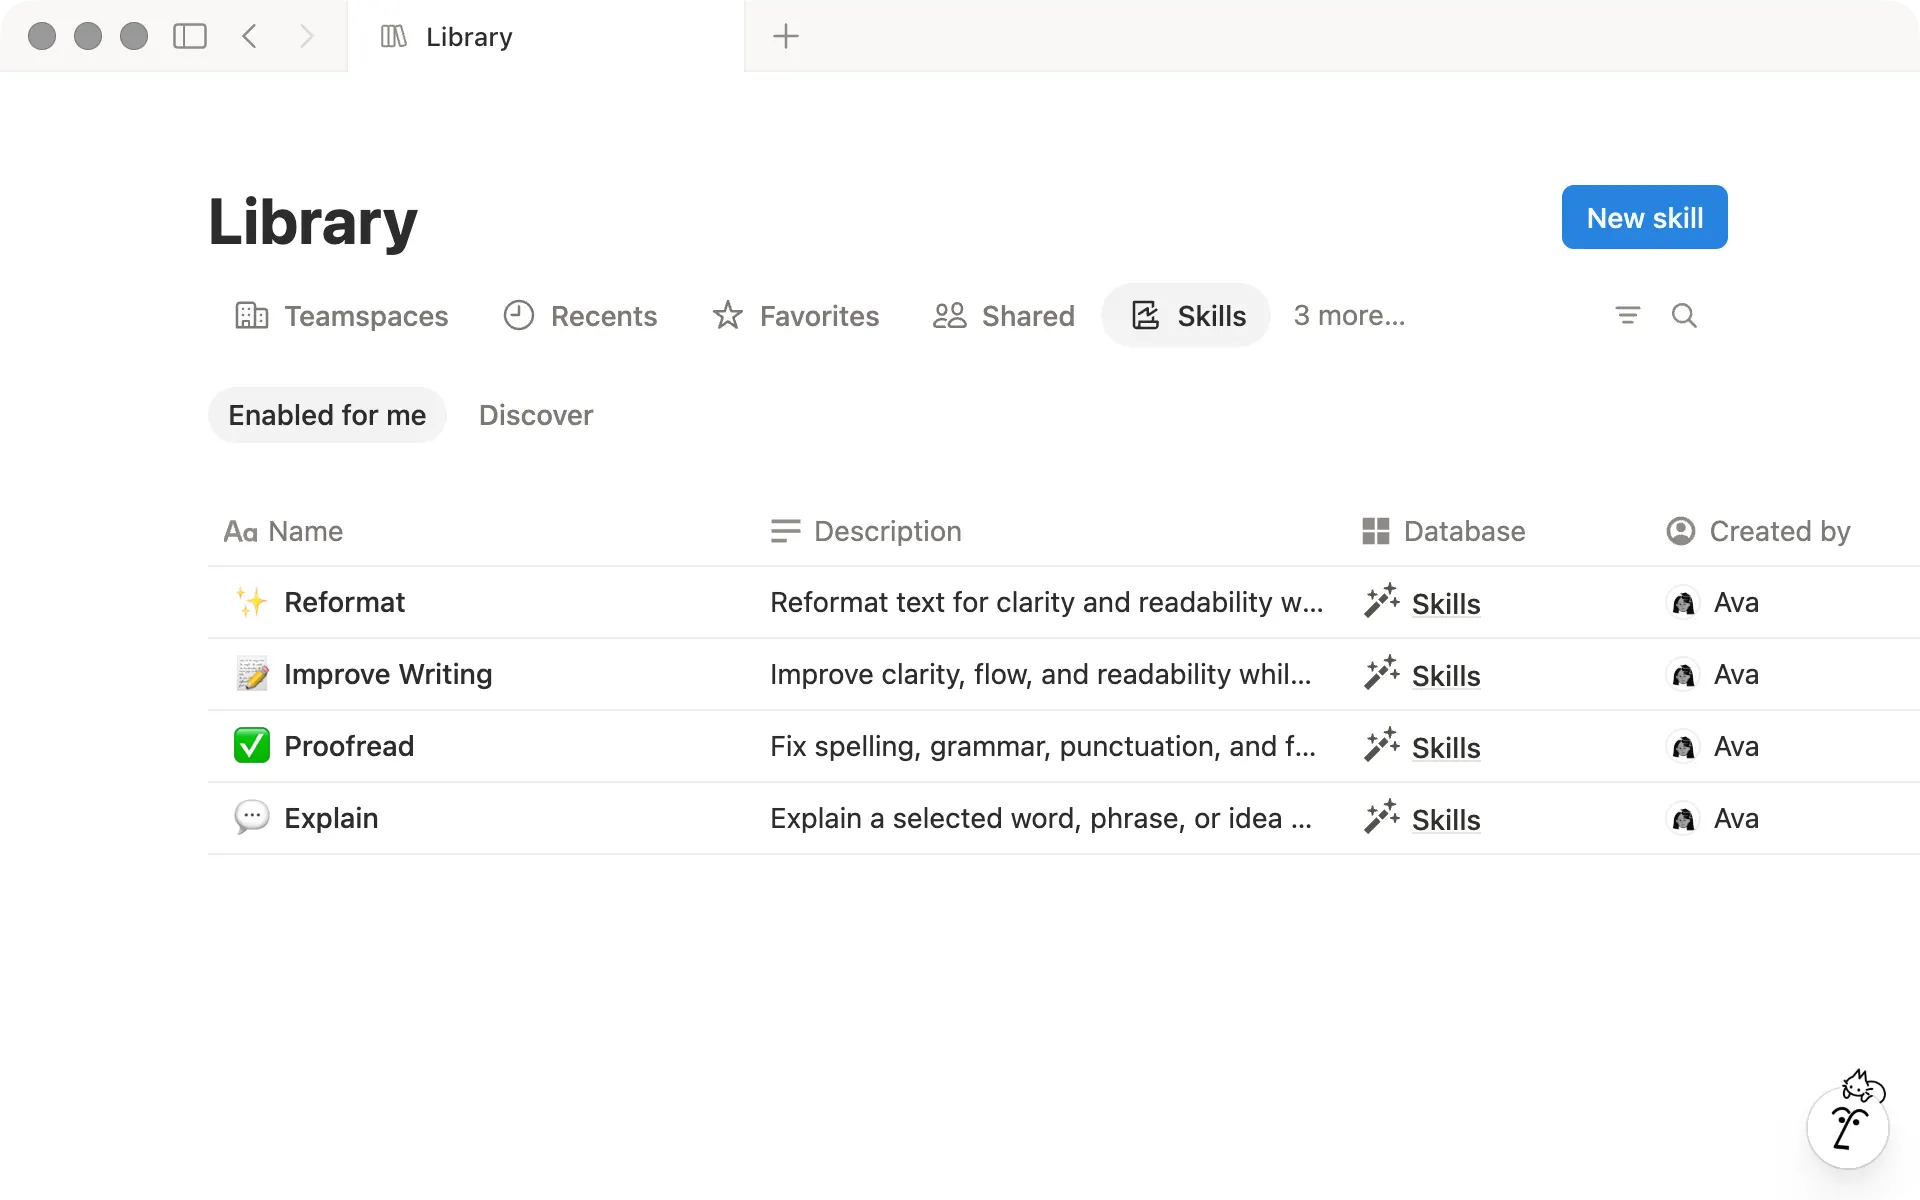 Library
Library
New skill
Teamspaces Recents Favorites Shared Skills 3 more...
Enabled for me Discover
Aa Name Description Database Created by
Reformat Reformat text for clarity and readability w... Skills Ava
Improve Writing Improve clarity, flow, and readability whil... Skills Ava
Proofread Fix spelling, grammar, punctuation, and f... Skills Ava
Explain Explain a selected word, phrase, or idea ... Skills Ava